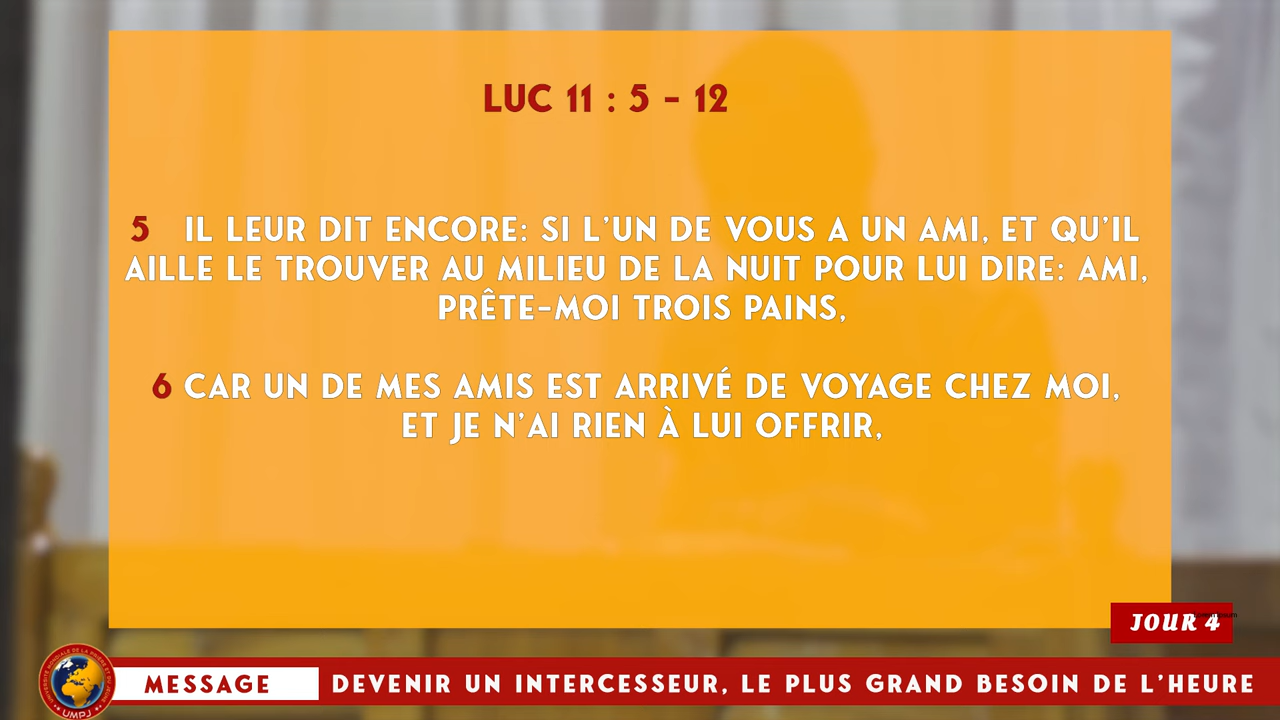 LUC 11 : 5 - 12
5 IL LEUR DIT ENCORE: SI L'UN DE VOUS A UN AMI, ET QU'IL
AILLE LE TROUVER AU MILIEU DE LA NUIT POUR LUI DIRE: AMI,
PRÊTE-MOI TROIS PAINS,
6 CAR UN DE MES AMIS EST ARRIVÉ DE VOYAGE CHEZ MOI,
ET JE N'AI RIEN À LUI OFFRIR,
JOUR 4
MESSAGE
DEVENIR UN INTERCESSEUR, LE PLUS GRAND BESOIN DE L'HEURE
UMPJ